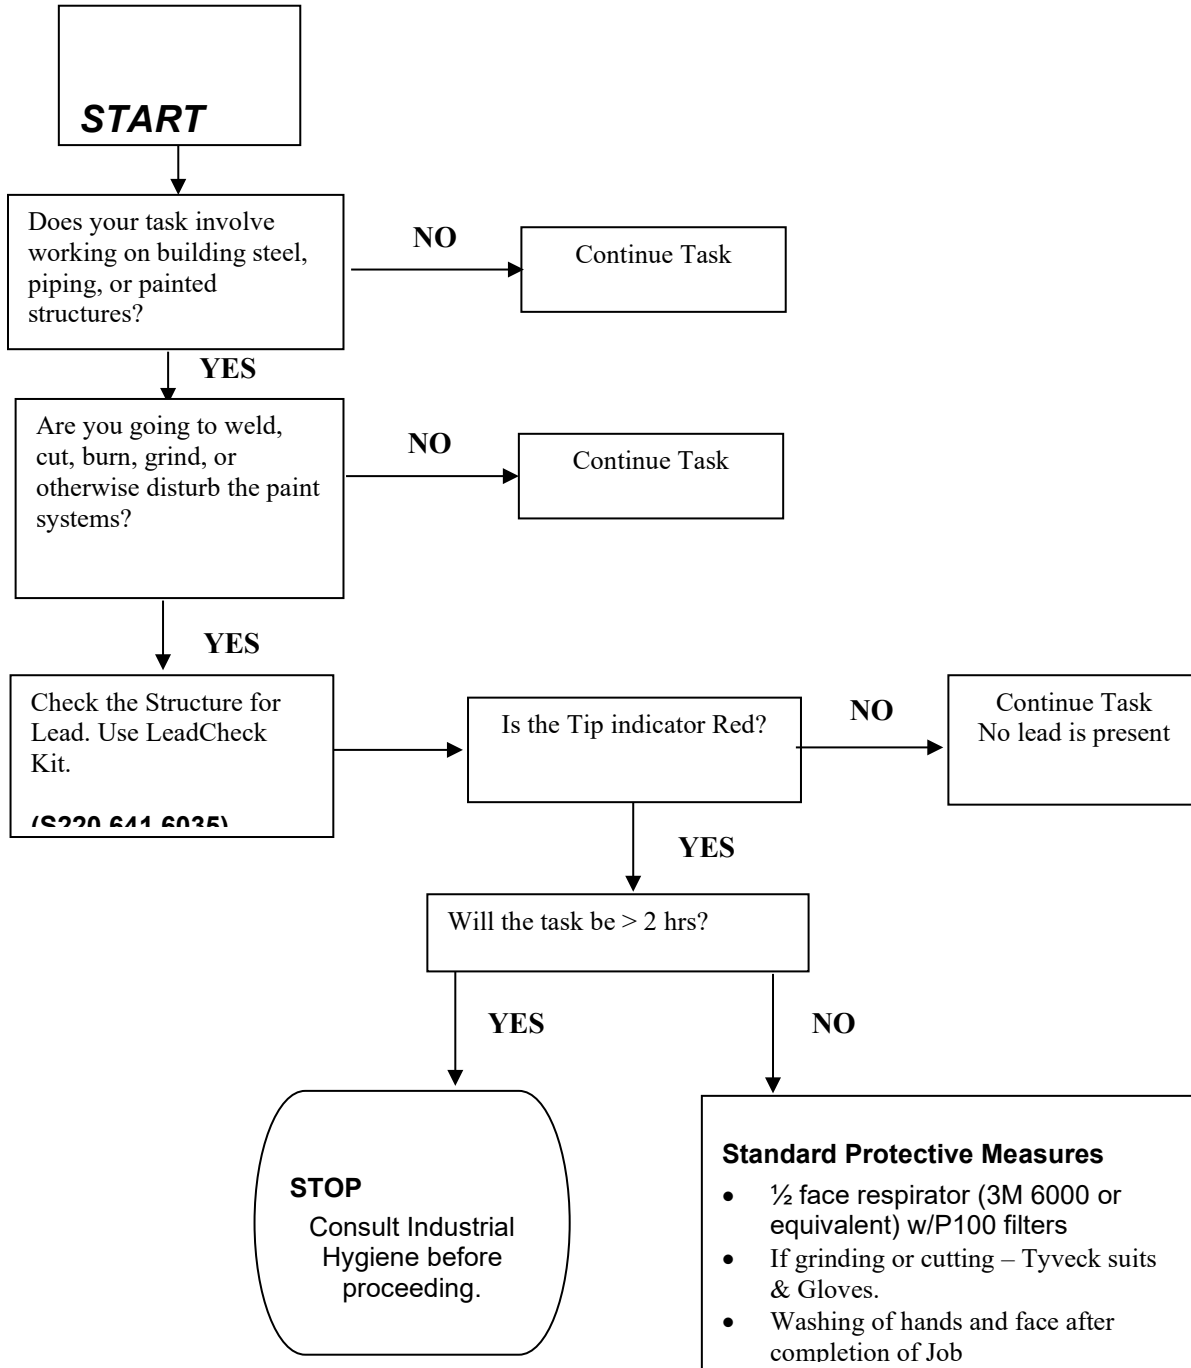 START
Does your task involve
working on building steel,
piping, or painted
structures?
NO
Continue Task
YES
Are you going to weld,
cut, burn, grind, or
otherwise disturb the paint
systems?
NO
Continue Task
YES
Check the Structure for
Lead. Use LeadCheck
Kit.
(S220 641 6035)
Is the Tip indicator Red?
NO
Continue Task
No lead is present
YES
Will the task be > 2 hrs?
YES
NO
STOP
Consult Industrial
Hygiene before
proceeding.
Standard Protective Measures
• ½ face respirator (3M 6000 or
equivalent) w/P100 filters
• If grinding or cutting – Tyveck suits
& Gloves.
• Washing of hands and face after
completion of Job